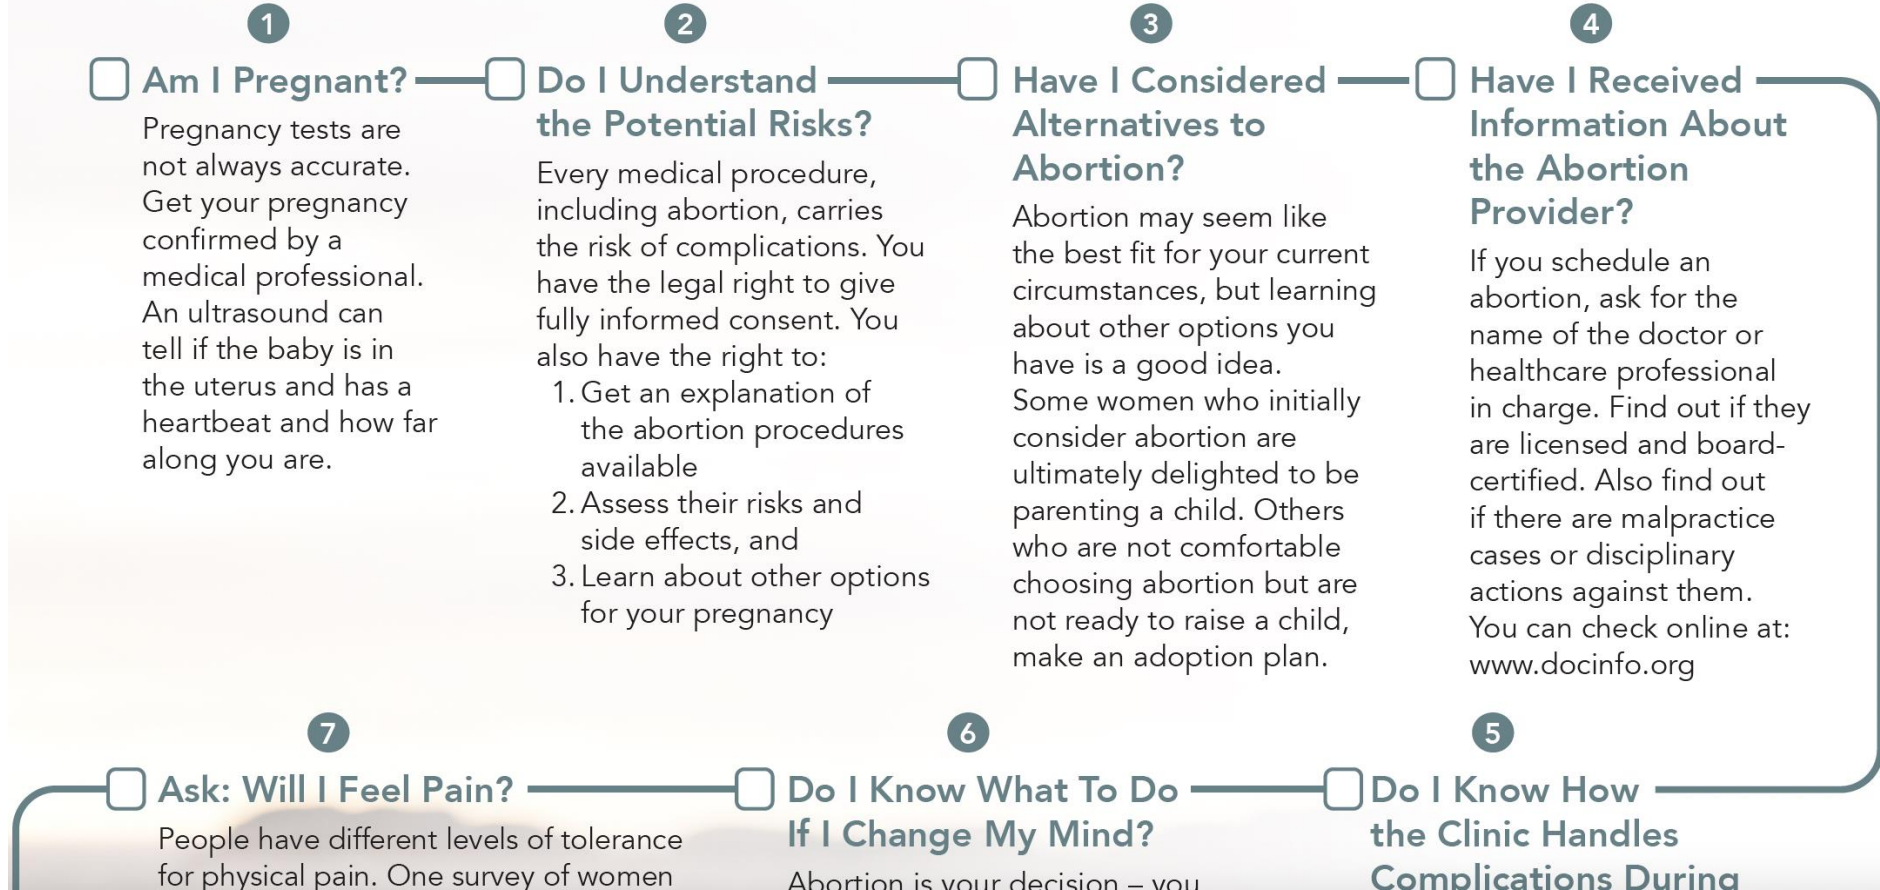 1
Am I Pregnant?
Pregnancy tests are
not always accurate.
Get your pregnancy
confirmed by a
medical professional.
An ultrasound can
tell if the baby is in
the uterus and has a
heartbeat and how far
along you are.
2
Do I Understand
the Potential Risks?
Every medical procedure,
including abortion, carries
the risk of complications. You
have the legal right to give
fully informed consent. You
also have the right to:
1. Get an explanation of
the abortion procedures
available
2. Assess their risks and
side effects, and
3. Learn about other options
for your pregnancy
3
Have I Considered
Alternatives to
Abortion?
Abortion may seem like
the best fit for your current
circumstances, but learning
about other options you
have is a good idea.
Some women who initially
consider abortion are
ultimately delighted to be
parenting a child. Others
who are not comfortable
choosing abortion but are
not ready to raise a child,
make an adoption plan.
4
Have I Received
Information About
the Abortion
Provider?
If you schedule an
abortion, ask for the
name of the doctor or
healthcare professional
in charge. Find out if they
are licensed and board-
certified. Also find out
if there are malpractice
cases or disciplinary
actions against them.
You can check online at:
www.docinfo.org
5
Do I Know How
the Clinic Handles
Complications During
6
Do I Know What To Do
If I Change My Mind?
Abortion is your decision – you
7
Ask: Will I Feel Pain?
People have different levels of tolerance
for physical pain. One survey of women